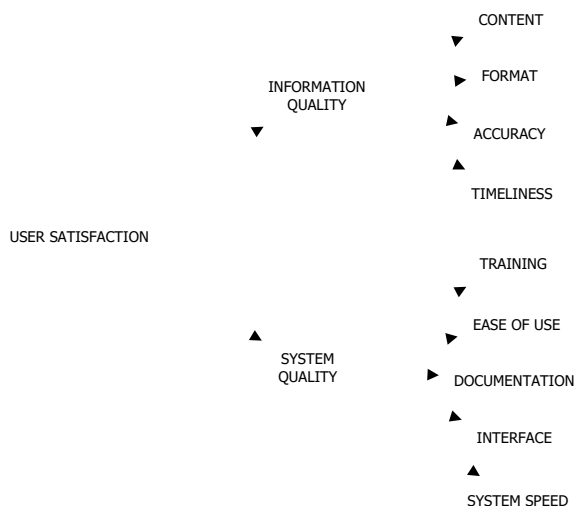 CONTENT
FORMAT
INFORMATION
QUALITY
ACCURACY
TIMELINESS
USER SATISFACTION
TRAINING
EASE OF USE
SYSTEM
QUALITY
DOCUMENTATION
INTERFACE
SYSTEM SPEED